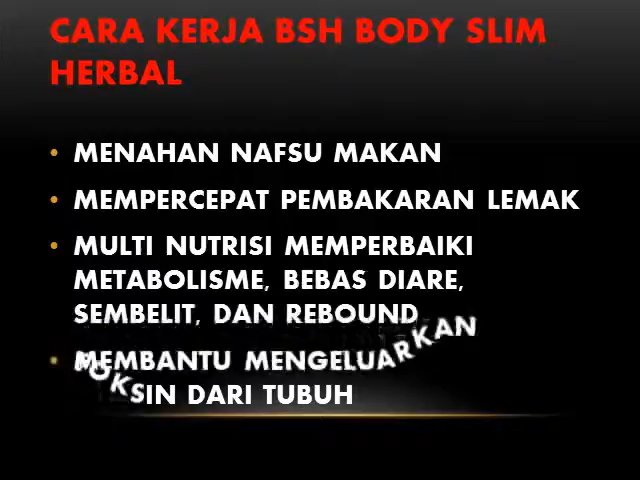 CARA KERJA BSH BODY SLIM
HERBAL
• MENAHAN NAFSU MAKAN
• MEMPERCEPAT PEMBAKARAN LEMAK
• MULTI NUTRISI MEMPERBAIKI
METABOLISME, BEBAS DIARE,
SEMBELIT, DAN REBOUND
• MEMBANTU MENGELUARKAN
TOKSIN DARI TUBUH